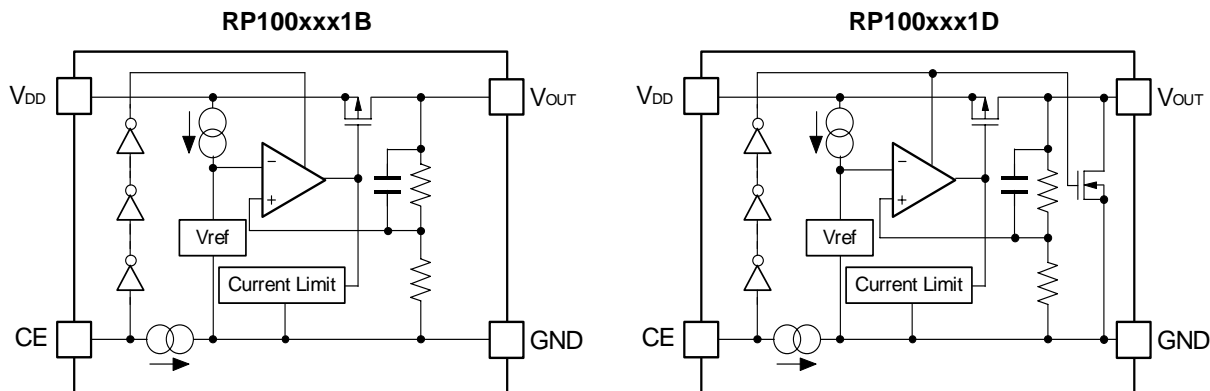 RP100xxx1B
VDD
VOUT
−
+
Vref
Current Limit
CE
GND
RP100xxx1D
VDD
VOUT
−
+
Vref
Current Limit
CE
GND